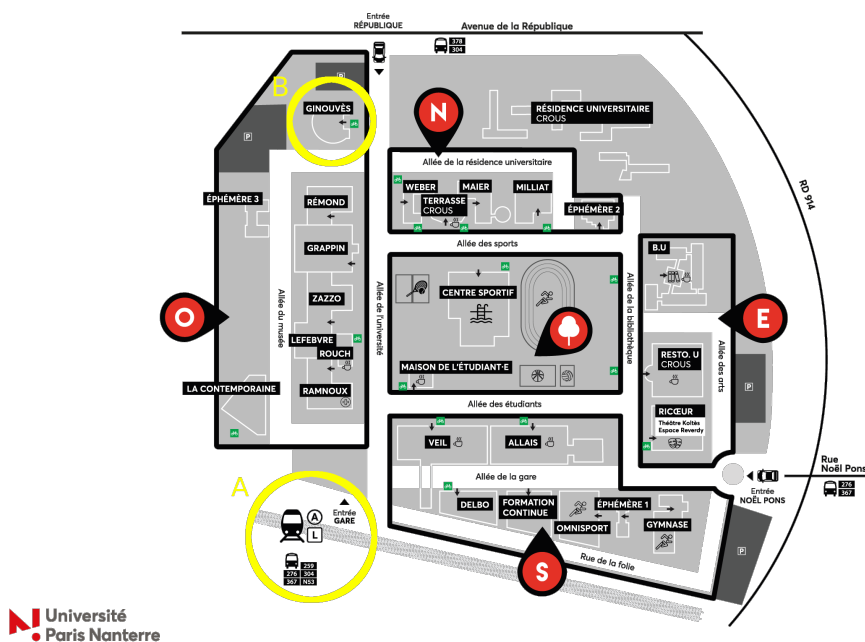 Entrée
RÉPUBLIQUE
Avenue de la République
378
304
B
P
GINOUVÈS
P
N
RÉSIDENCE UNIVERSITAIRE
CROUS
Allée de la résidence universitaire
WEBER
MAIER
MILLIAT
TERRASSE
CROUS
ÉPHÉMÈRE 2
ÉPHÉMÈRE 3
RÉMOND
RD 914
GRAPPIN
Allée des sports
B.U
ZAZZO
CENTRE SPORTIF
Allée du musée
Allée de l'université
Allée de la bibliothèque
O
E
LEFEBVRE
ROUCH
RAMNOUX
MAISON DE L'ÉTUDIANT·E
RESTO. U
CROUS
Allée des arts
P
LA CONTEMPORAINE
Allée des étudiants
RICŒUR
Théâtre Koltès
Espace Reverdy
VEIL
ALLAIS
Allée de la gare
Rue
Noël Pons
Entrée
NOËL PONS
276
367
A
A
L
Entrée
GARE
DELBO
FORMATION
CONTINUE
ÉPHÉMÈRE 1
OMNISPORT
GYMNASE
P
Rue de la folie
S
259
276 304
367 N53
Université
Paris Nanterre